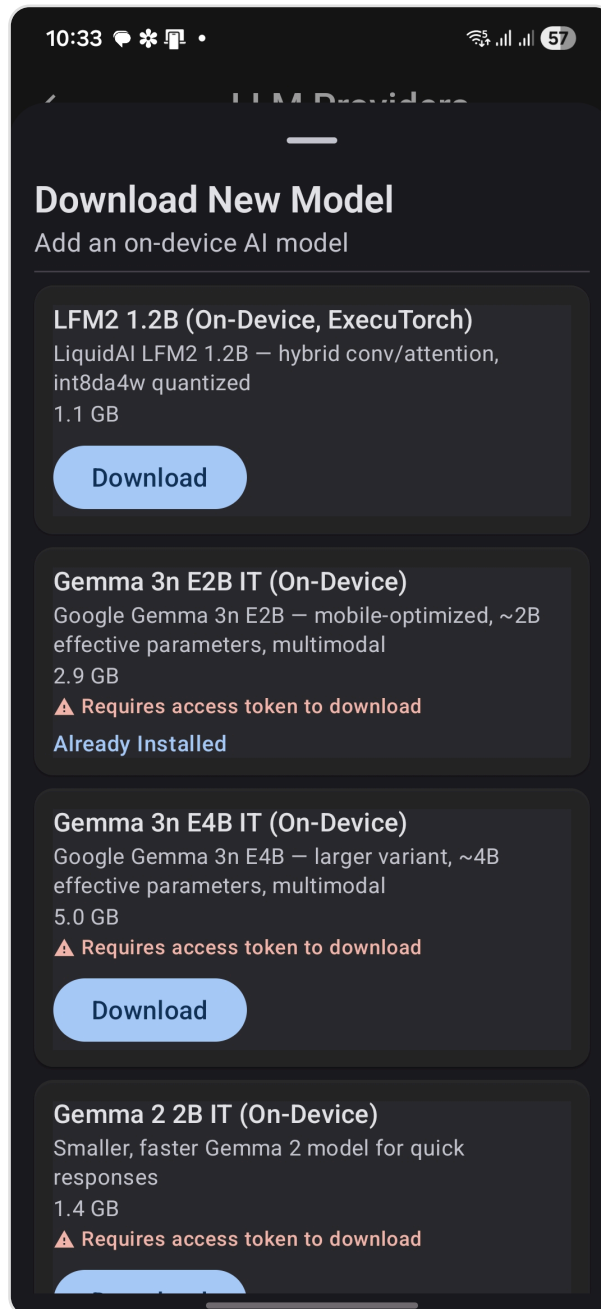 10:33
57
LLM Providers
Download New Model
Add an on-device AI model
LFM2 1.2B (On-Device, ExecuTorch)
LiquidAI LFM2 1.2B — hybrid conv/attention,
int8da4w quantized
1.1 GB
Download
Gemma 3n E2B IT (On-Device)
Google Gemma 3n E2B — mobile-optimized, ~2B
effective parameters, multimodal
2.9 GB
Requires access token to download
Already Installed
Gemma 3n E4B IT (On-Device)
Google Gemma 3n E4B — larger variant, ~4B
effective parameters, multimodal
5.0 GB
Requires access token to download
Download
Gemma 2 2B IT (On-Device)
Smaller, faster Gemma 2 model for quick
responses
1.4 GB
Requires access token to download